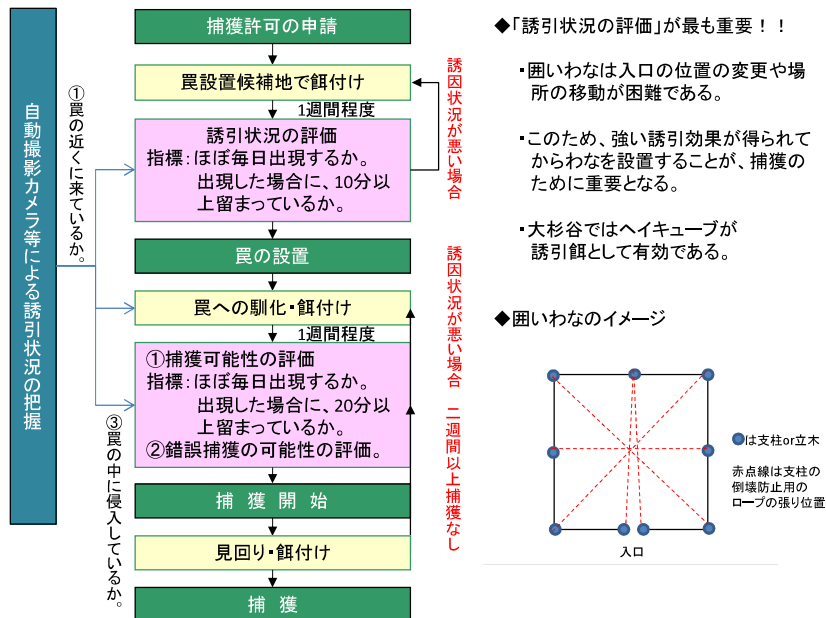 自動撮影カメラ等による誘引状況の把握
①罠の近くに来ているか。
③罠の中に侵入しているか。
捕獲許可の申請
罠設置候補地で餌付け
1週間程度
誘引状況の評価
指標：ほぼ毎日出現するか。
出現した場合に、10分以
上留まっているか。
誘因状況が悪い場合
罠の設置
罠への馴化・餌付け
1週間程度
①捕獲可能性の評価
指標：ほぼ毎日出現するか。
出現した場合に、20分以
上留まっているか。
②錯誤捕獲の可能性の評価。
誘因状況が悪い場合
二週間以上捕獲なし
捕獲開始
見回り・餌付け
捕獲
◆「誘引状況の評価」が最も重要！！
・囲いわなは入口の位置の変更や場
所の移動が困難である。
・このため、強い誘引効果が得られて
からわなを設置することが、捕獲の
ために重要となる。
・大杉谷ではヘイキューブが
誘引餌として有効である。
◆囲いわなのイメージ
は支柱or立木
赤点線は支柱の
倒壊防止用の
ロープの張り位置
入口